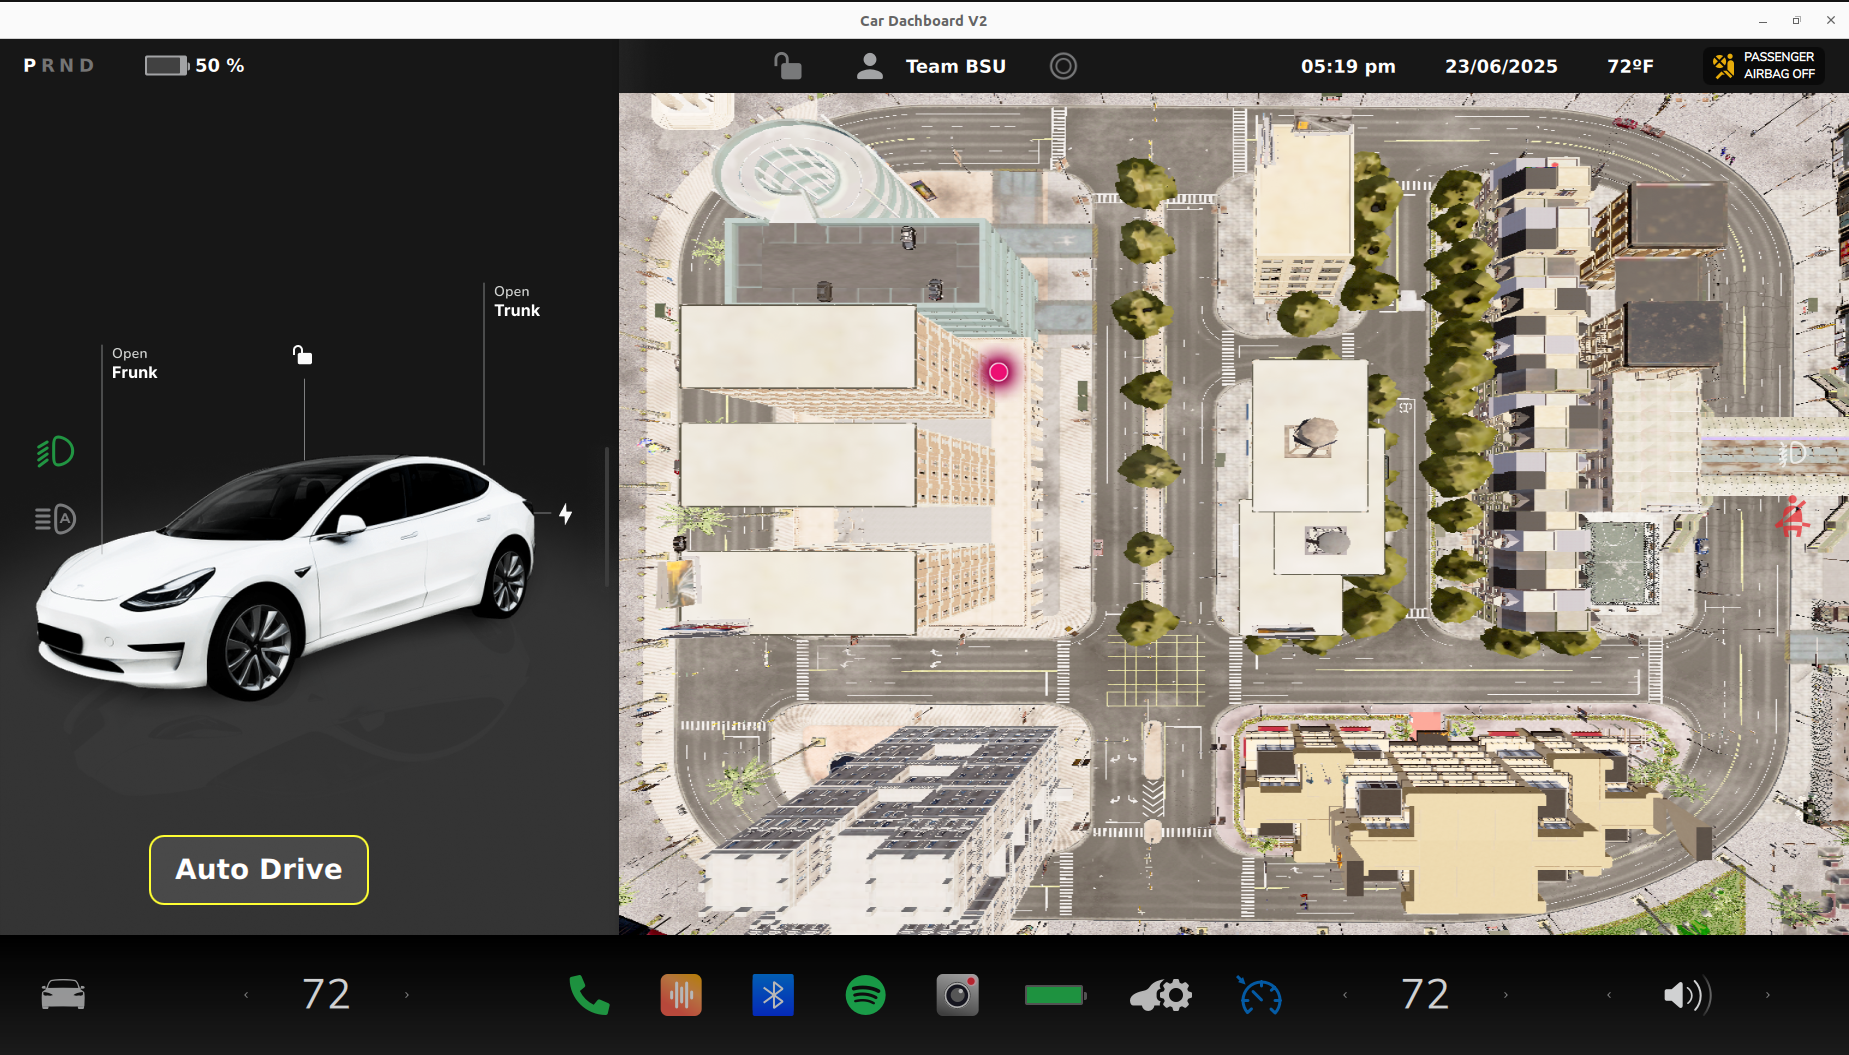 Car Dachboard V2
P R N D
50 %
Team BSU
05:19 pm
23/06/2025
72ºF
PASSENGER
AIRBAG OFF
Open
Trunk
Open
Frunk
A
Auto Drive
72
72